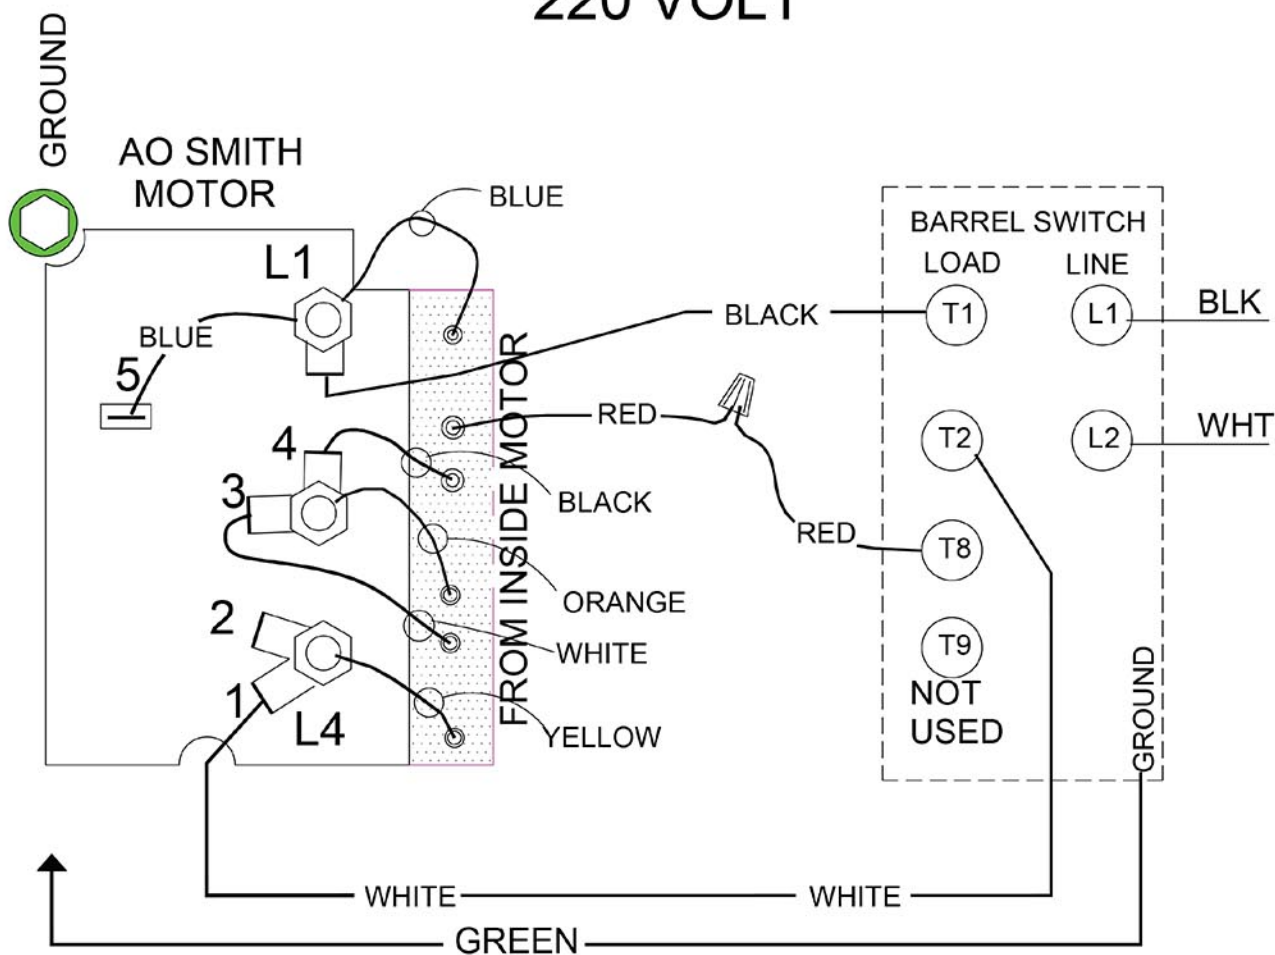 220 VOLT
GROUND
AO SMITH
MOTOR
BLUE
L1
BLUE
5
4
3
2
1
L4
FROM INSIDE MOTOR
BLACK
RED
BLACK
ORANGE
WHITE
YELLOW
RED
BARREL SWITCH
LOAD
LINE
T1
L1
BLK
T2
L2
WHT
T8
T9
NOT
USED
GROUND
WHITE
WHITE
GREEN